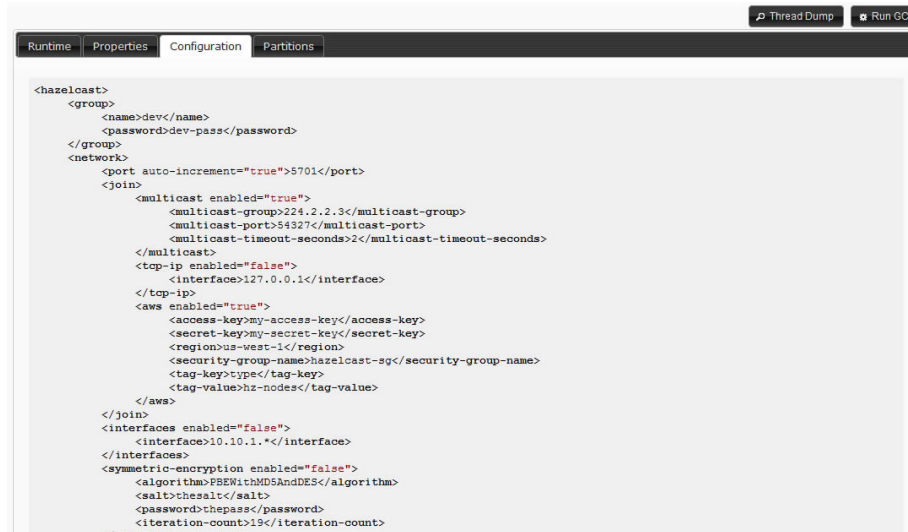 Thread Dump Run GC
Runtime Properties Configuration Partitions
<hazelcast>
<group>
<name>dev</name>
<password>dev-pass</password>
</group>
<network>
<port auto-increment="true">5701</port>
<join>
<multicast enabled="true">
<multicast-group>224.2.2.3</multicast-group>
<multicast-port>54327</multicast-port>
<multicast-timeout-seconds>2</multicast-timeout-seconds>
</multicast>
<tcp-ip enabled="false">
<interface>127.0.0.1</interface>
</tcp-ip>
<aws enabled="true">
<access-key>my-access-key</access-key>
<secret-key>my-secret-key</secret-key>
<region>us-west-1</region>
<security-group-name>hazelcast-sg</security-group-name>
<tag-key>type</tag-key>
<tag-value>hz-nodes</tag-value>
</aws>
</join>
<interfaces enabled="false">
<interface>10.10.1.*</interface>
</interfaces>
<symmetric-encryption enabled="false">
<algorithm>PBEWithMD5AndDES</algorithm>
<salt>thesalt</salt>
<password>thepass</password>
<iteration-count>19</iteration-count>